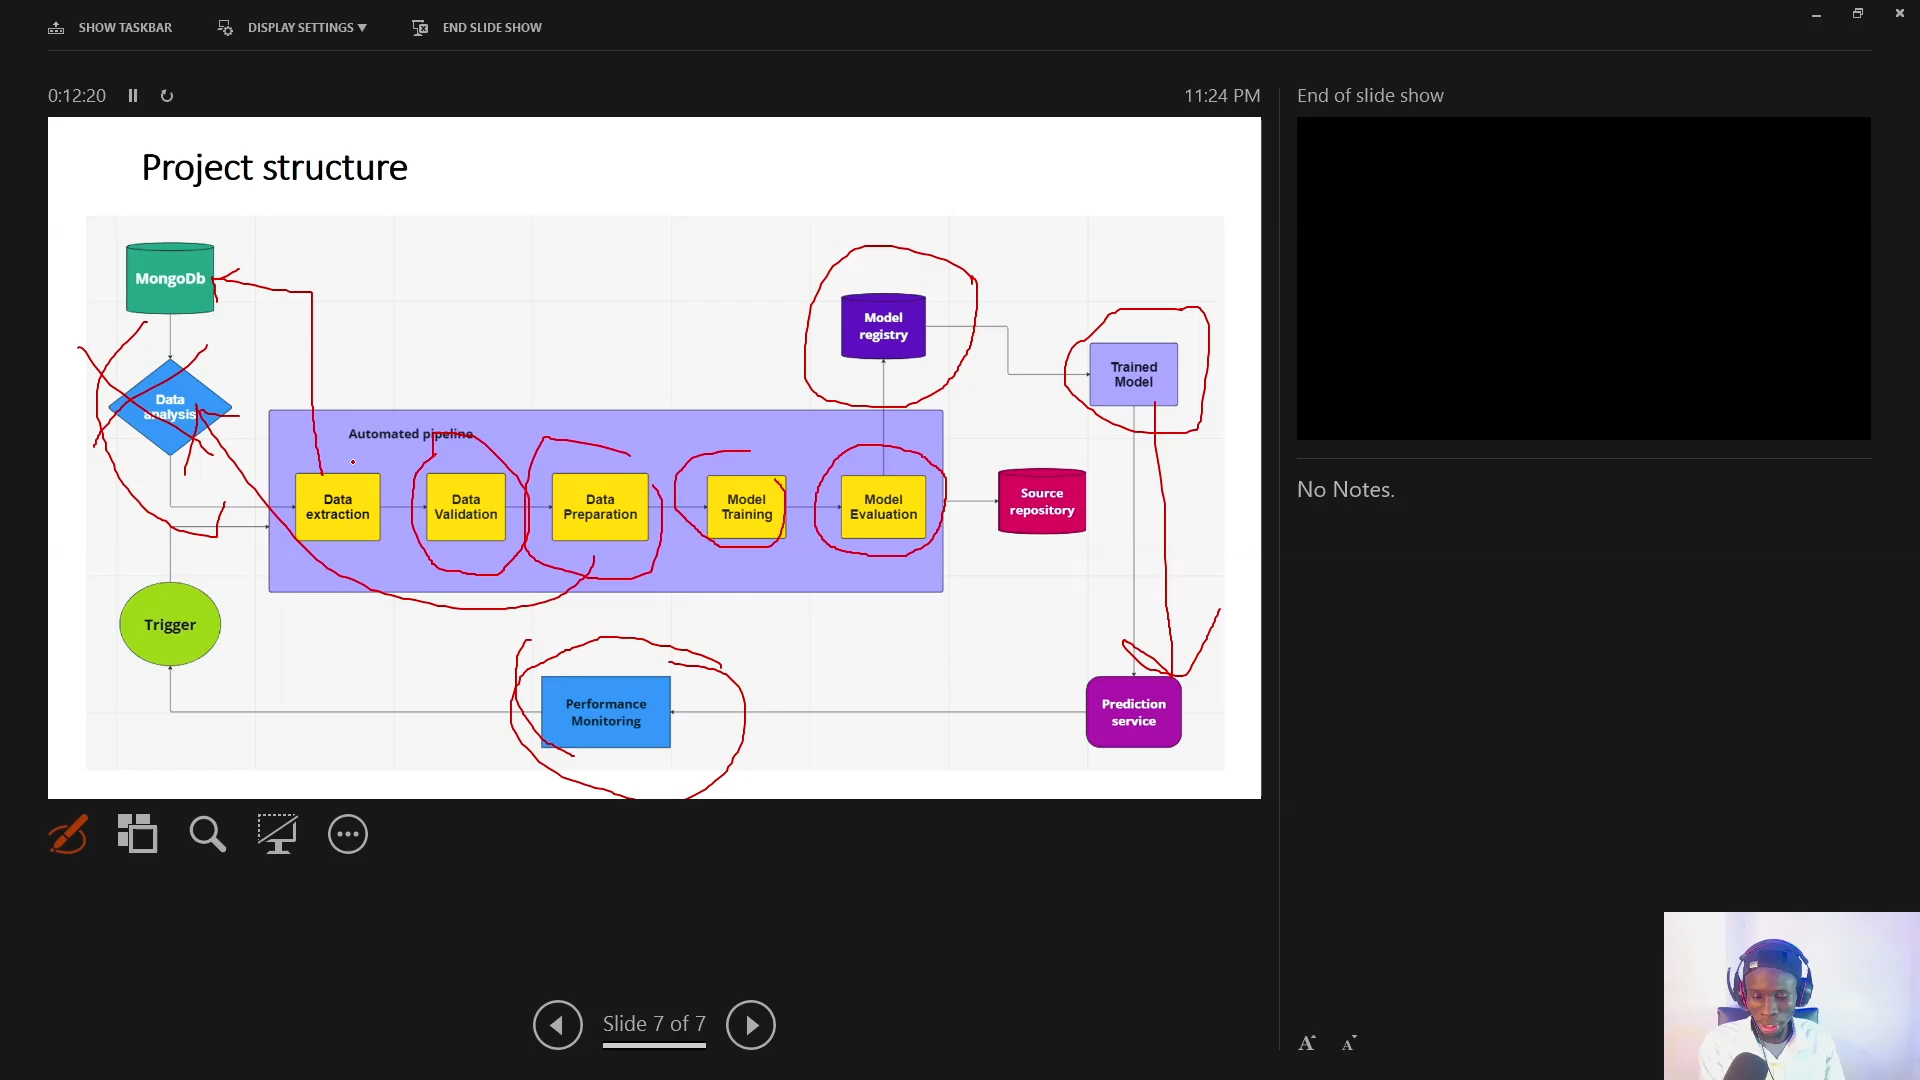 SHOW TASKBAR
DISPLAY SETTINGS
END SLIDE SHOW
0:12:20
11:24 PM
End of slide show
Project structure
MongoDb
Model
registry
Trained
Model
Data
analysis
Automated pipeline
Data
extraction
Data
Validation
Data
Preparation
Model
Training
Model
Evaluation
Source
repository
No Notes.
Trigger
Performance
Monitoring
Prediction
service
Slide 7 of 7
A A